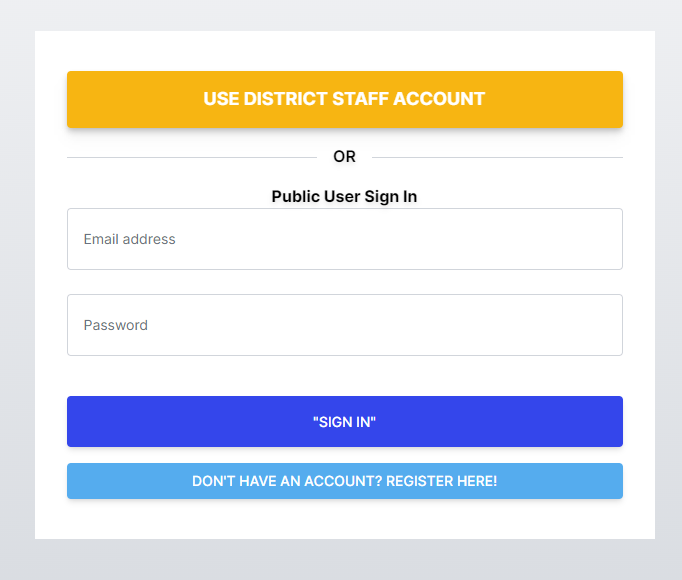 USE DISTRICT STAFF ACCOUNT
OR
Public User Sign In
Email address
Password
"SIGN IN"
DON'T HAVE AN ACCOUNT? REGISTER HERE!